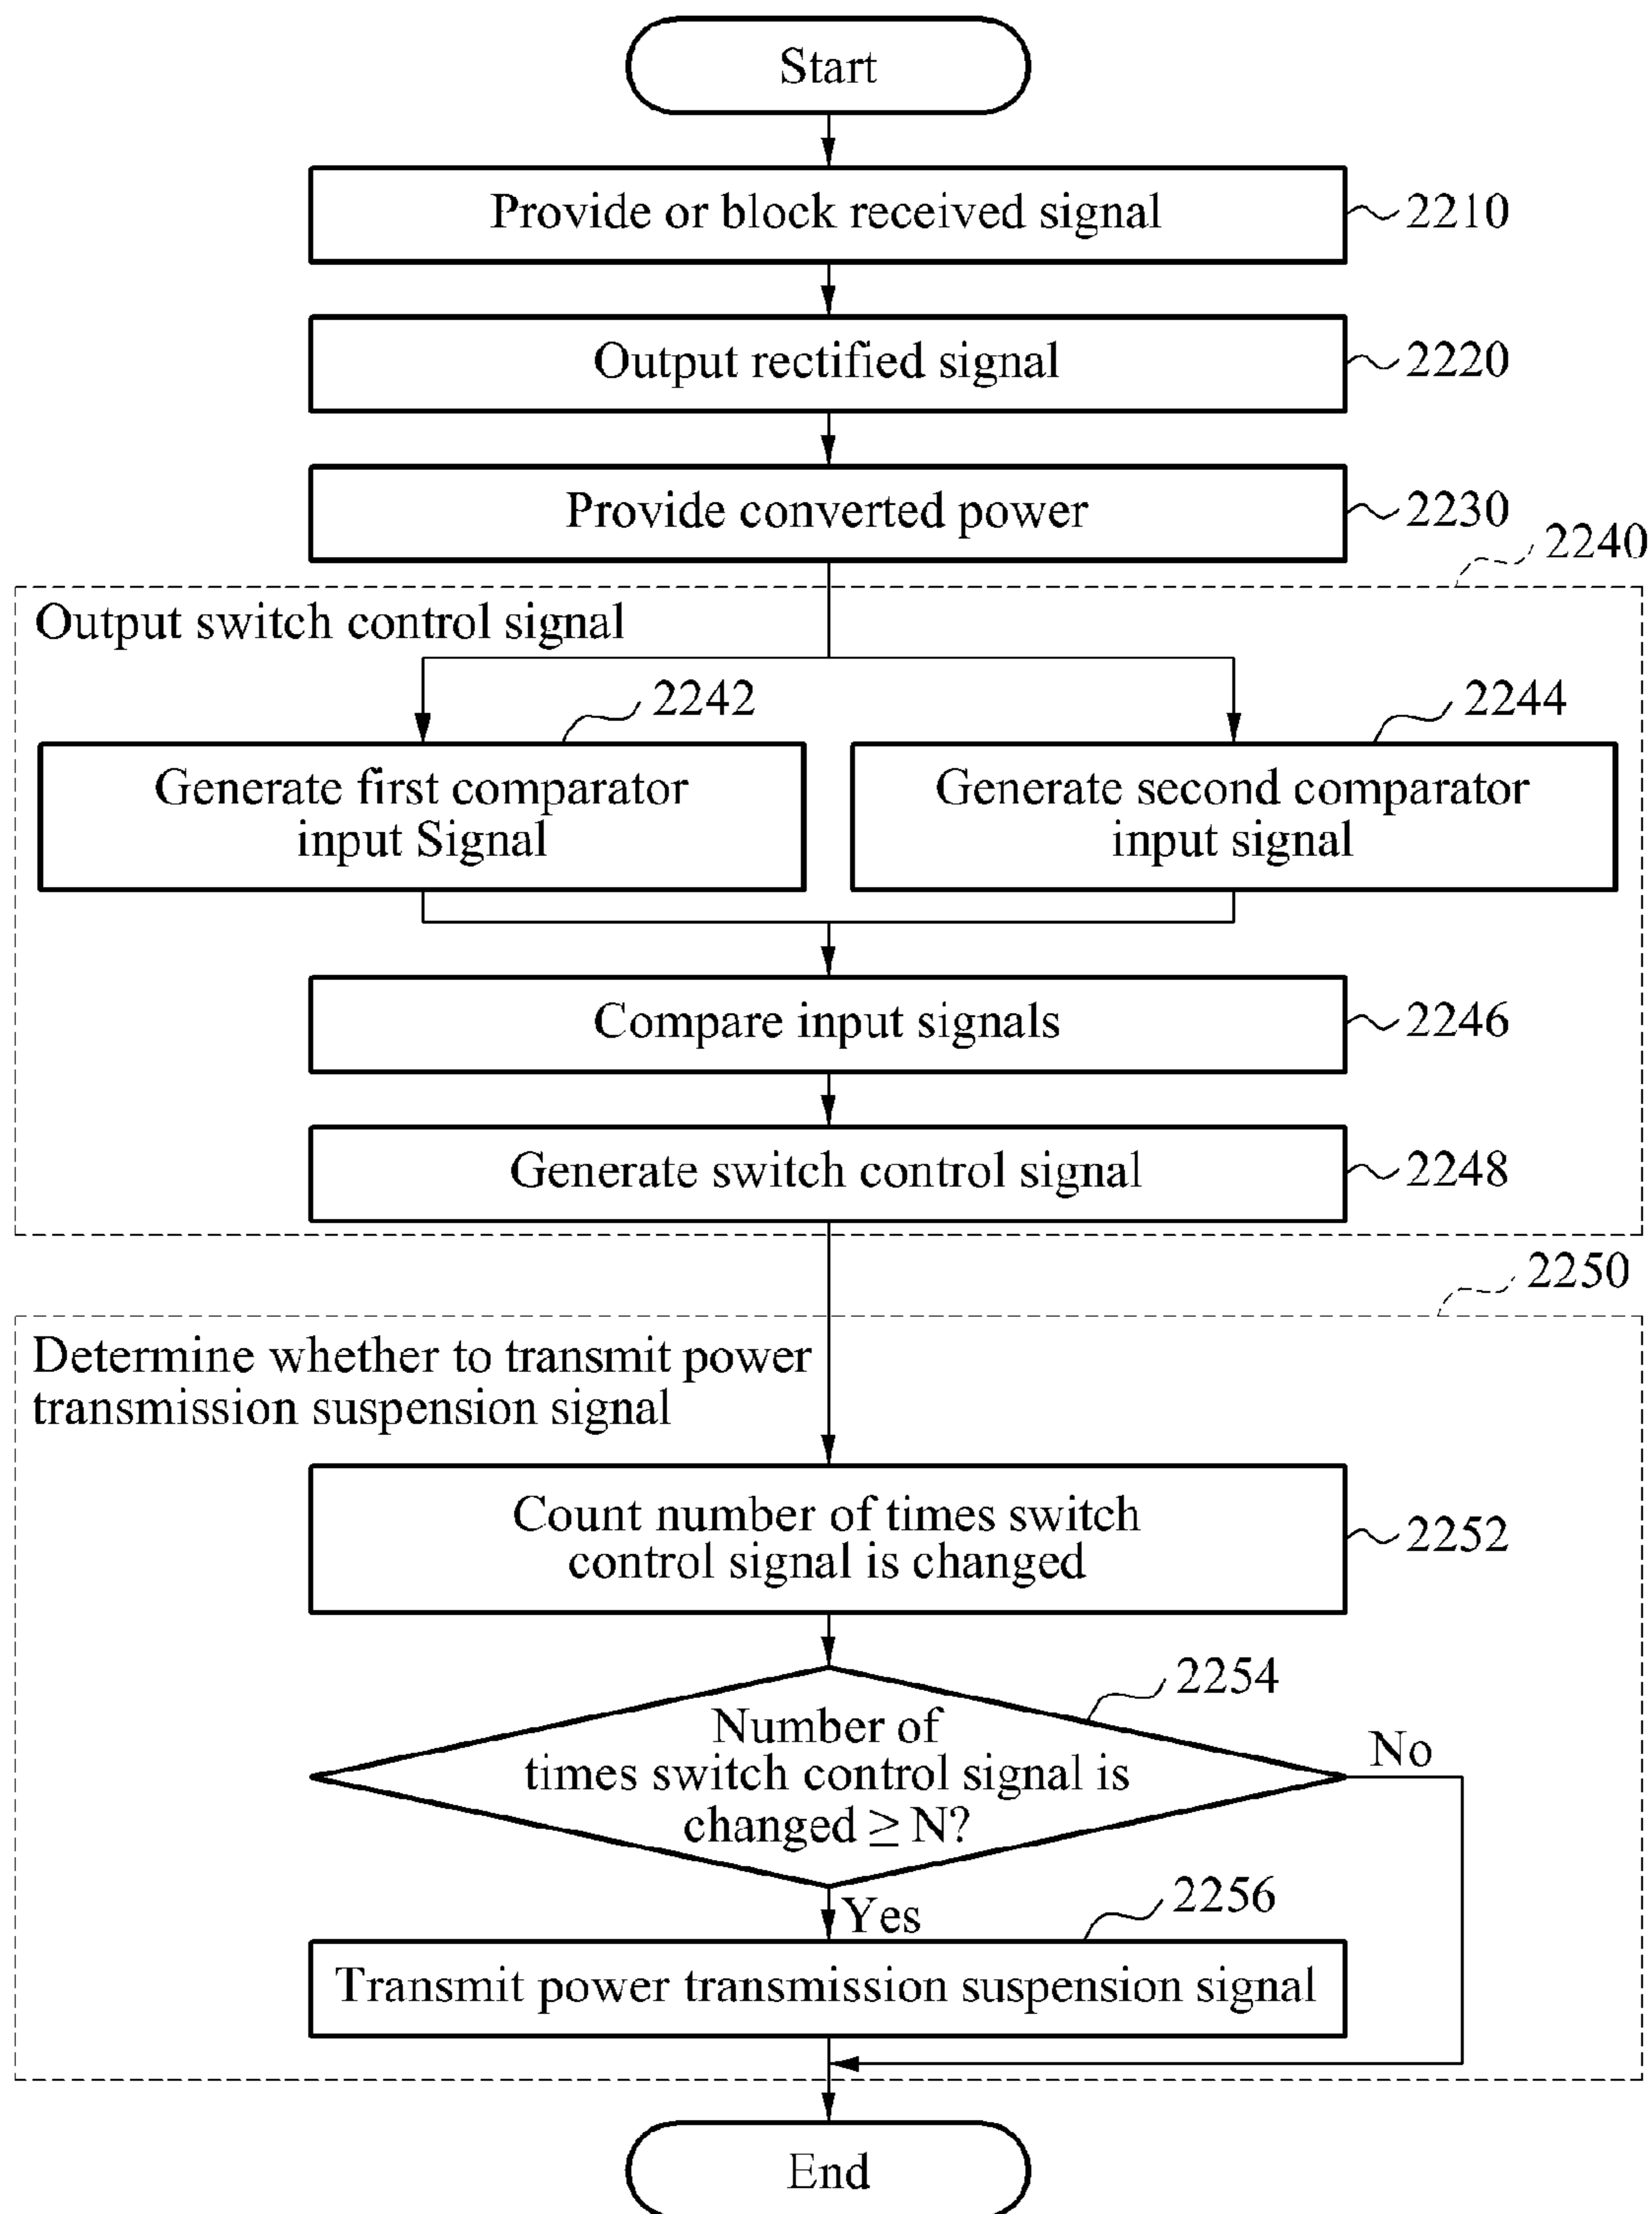 Start
Provide or block received signal
2210
Output rectified signal
2220
Provide converted power
2230
2240
Output switch control signal
2242
2244
Generate first comparator
input Signal
Generate second comparator
input signal
Compare input signals
2246
Generate switch control signal
2248
2250
Determine whether to transmit power
transmission suspension signal
Count number of times switch
control signal is changed
2252
2254
Number of
times switch control signal is
changed ≥ N?
No
Yes
2256
Transmit power transmission suspension signal
End